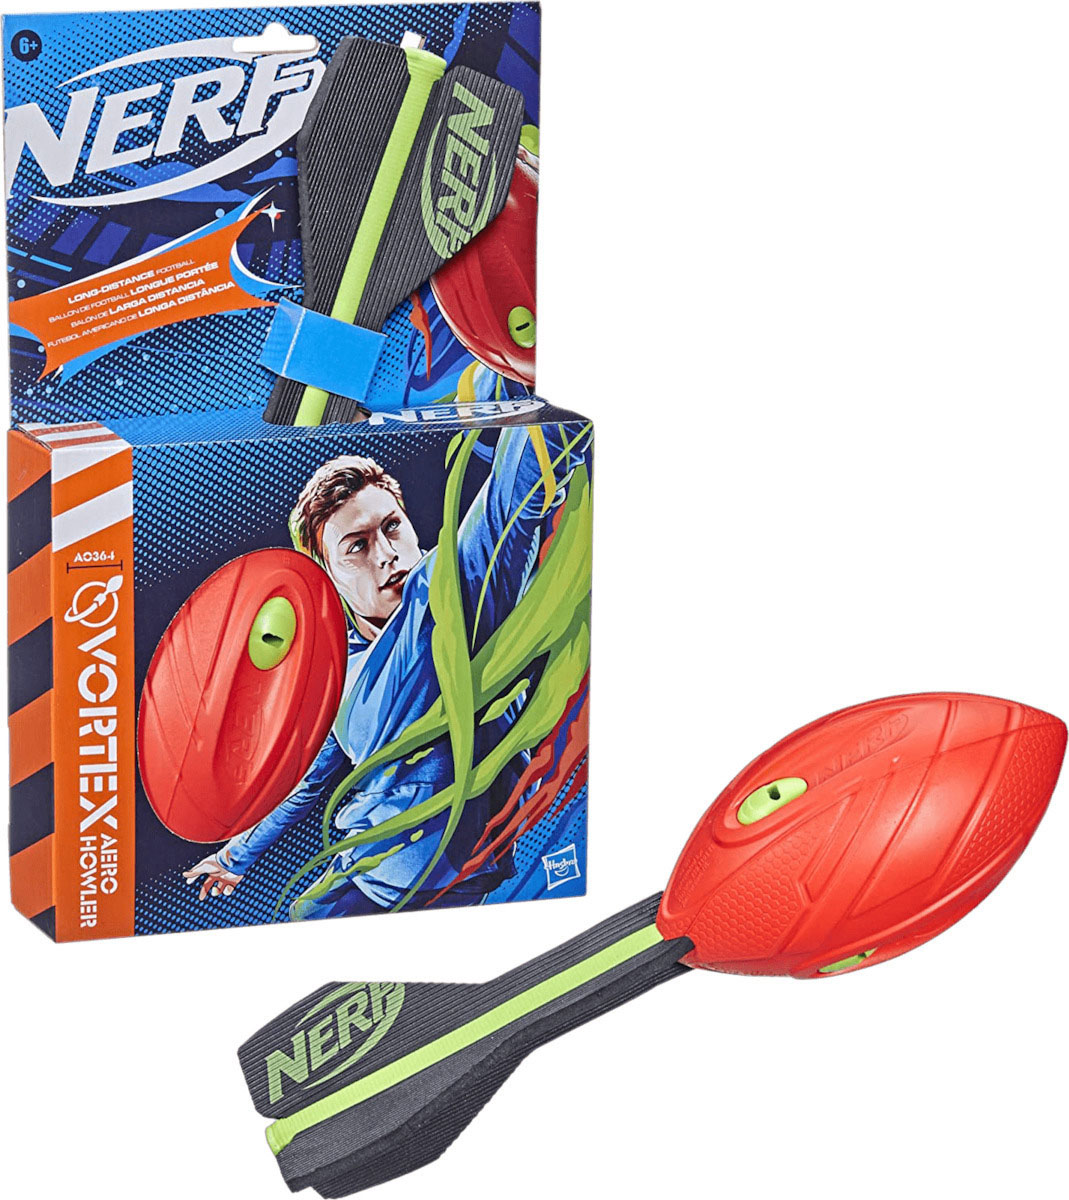 6+
NERF
NERF
LONG-DISTANCE FOOTBALL
BALLON DE FOOTBALL LONGUE PORTÉE
BALÓN DE LARGA DISTANCIA
FUTEBOL AMERICANO DE LONGA DISTÂNCIA
NERF
A0364
VORTEX
AERO
HOWLER
NERF
Hasbro
NERF
NERF